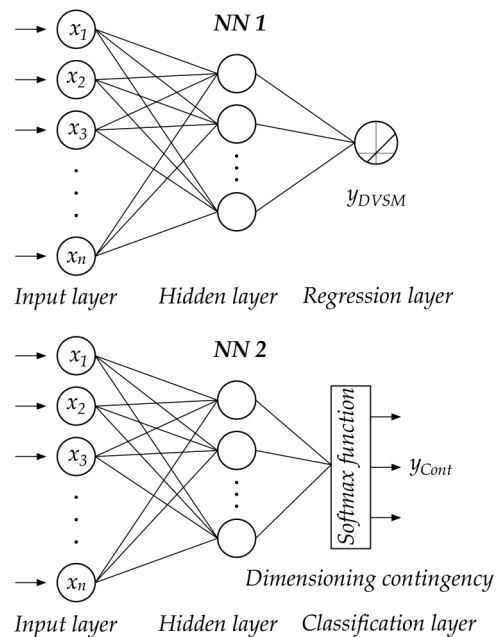 NN 1
x1
x2
x3
xn
yDVSM
Input layer
Hidden layer
Regression layer
NN 2
x1
x2
x3
xn
Softmax function
yCont
Dimensioning contingency
Input layer
Hidden layer
Classification layer